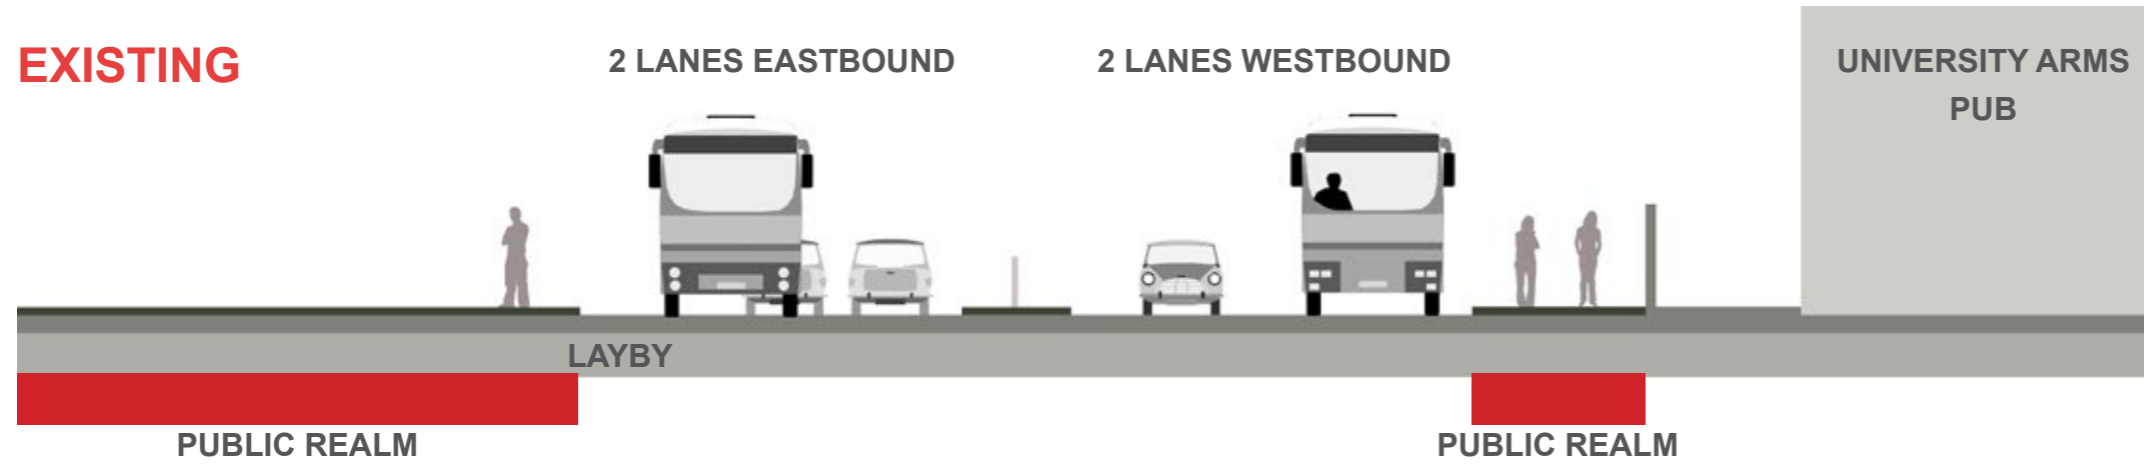 EXISTING
2 LANES EASTBOUND
2 LANES WESTBOUND
UNIVERSITY ARMS
PUB
LAYBY
PUBLIC REALM
PUBLIC REALM